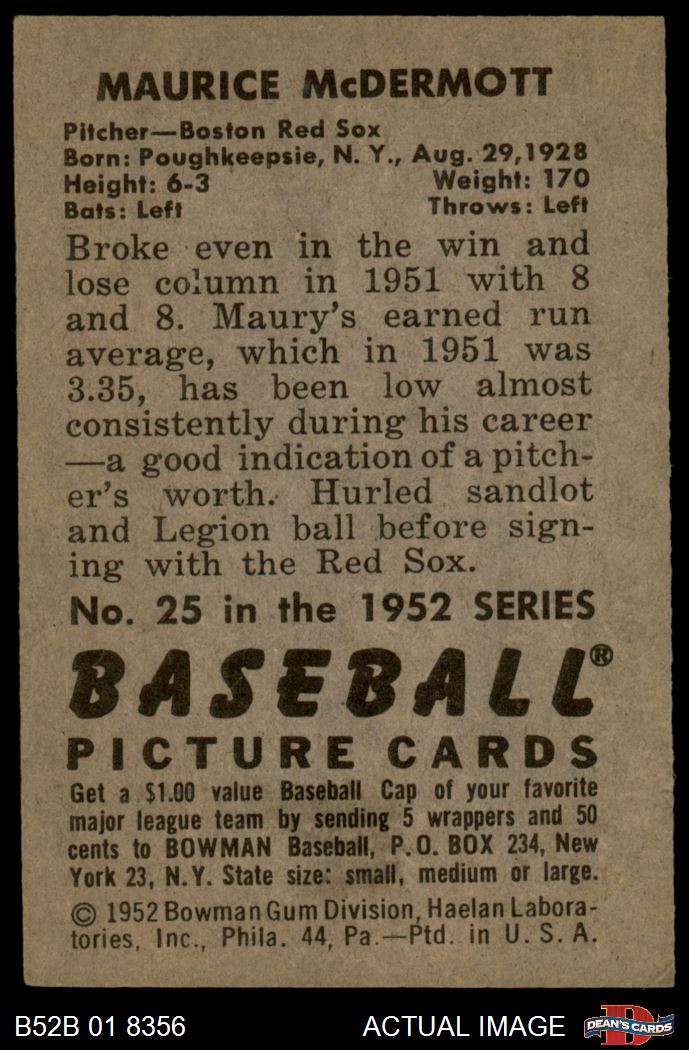 MAURICE McDERMOTT
Pitcher—Boston Red Sox
Born: Poughkeepsie, N. Y., Aug. 29,1928
Height: 6-3 Weight: 170
Bats: Left Throws: Left
Broke even in the win and
lose column in 1951 with 8
and 8. Maury's earned run
average, which in 1951 was
3.35, has been low almost
consistently during his career
—a good indication of a pitch-
er's worth. Hurled sandlot
and Legion ball before sign-
ing with the Red Sox.
No. 25 in the 1952 SERIES
BASEBALL®
PICTURE CARDS
Get a $1.00 value Baseball Cap of your favorite
major league team by sending 5 wrappers and 50
cents to BOWMAN Baseball, P.O. BOX 234, New
York 23, N.Y. State size: small, medium or large.
© 1952 Bowman Gum Division, Haelan Labora-
tories, Inc., Phila. 44, Pa.—Ptd. in U. S. A.
B52B 01 8356 ACTUAL IMAGE D DEAN'S CARDS